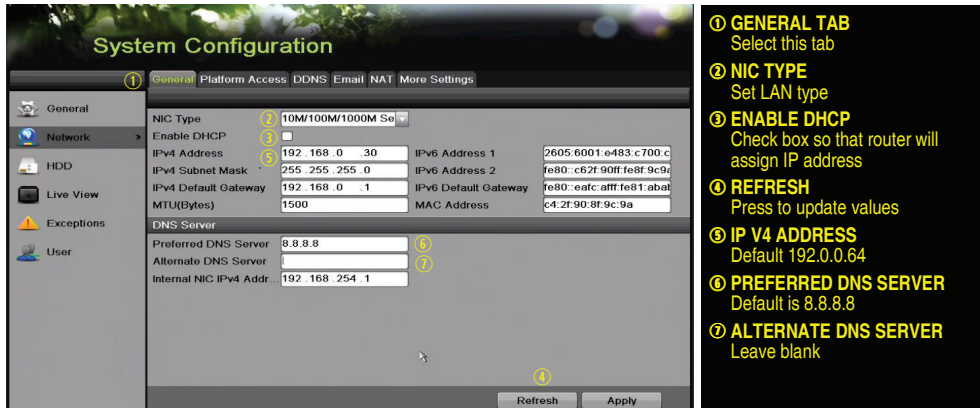 System Configuration
① General Platform Access DDNS Email NAT More Settings
General
Network >
HDD
Live View
Exceptions
User
NIC Type ② 10M/100M/1000M Se
Enable DHCP ③
IPv4 Address ⑤ 192 . 168 . 0 . 30 IPv6 Address 1 2605:6001:e483:c700:c
IPv4 Subnet Mask 255 . 255 . 255 . 0 IPv6 Address 2 fe80::c62f:90ff:fe8f:9c9a
IPv4 Default Gateway 192 . 168 . 0 . 1 IPv6 Default Gateway fe80::eafc:afff:fe81:abat
MTU(Bytes) 1500 MAC Address c4:2f:90:8f:9c:9a
DNS Server
Preferred DNS Server 8.8.8.8 ⑥
Alternate DNS Server ⑦
Internal NIC IPv4 Addr... 192 . 168 . 254 . 1
④
Refresh Apply
① GENERAL TAB
Select this tab
② NIC TYPE
Set LAN type
③ ENABLE DHCP
Check box so that router will
assign IP address
④ REFRESH
Press to update values
⑤ IP V4 ADDRESS
Default 192.0.0.64
⑥ PREFERRED DNS SERVER
Default is 8.8.8.8
⑦ ALTERNATE DNS SERVER
Leave blank